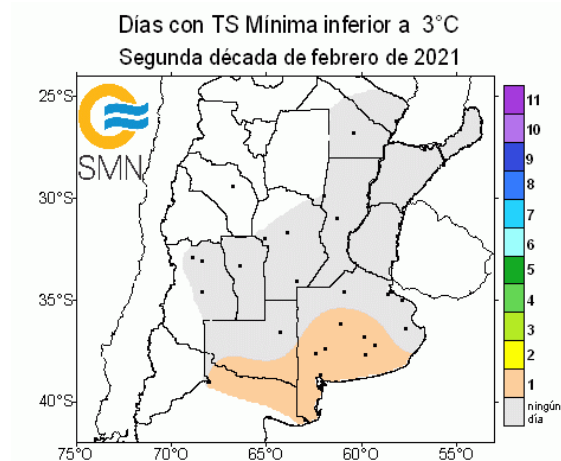 Días con TS Mínima inferior a 3°C
Segunda década de febrero de 2021
SMN
25°S
30°S
35°S
40°S
75°O
70°O
65°O
60°O
55°O
11
10
9
8
7
6
5
4
3
2
1
ningún
día